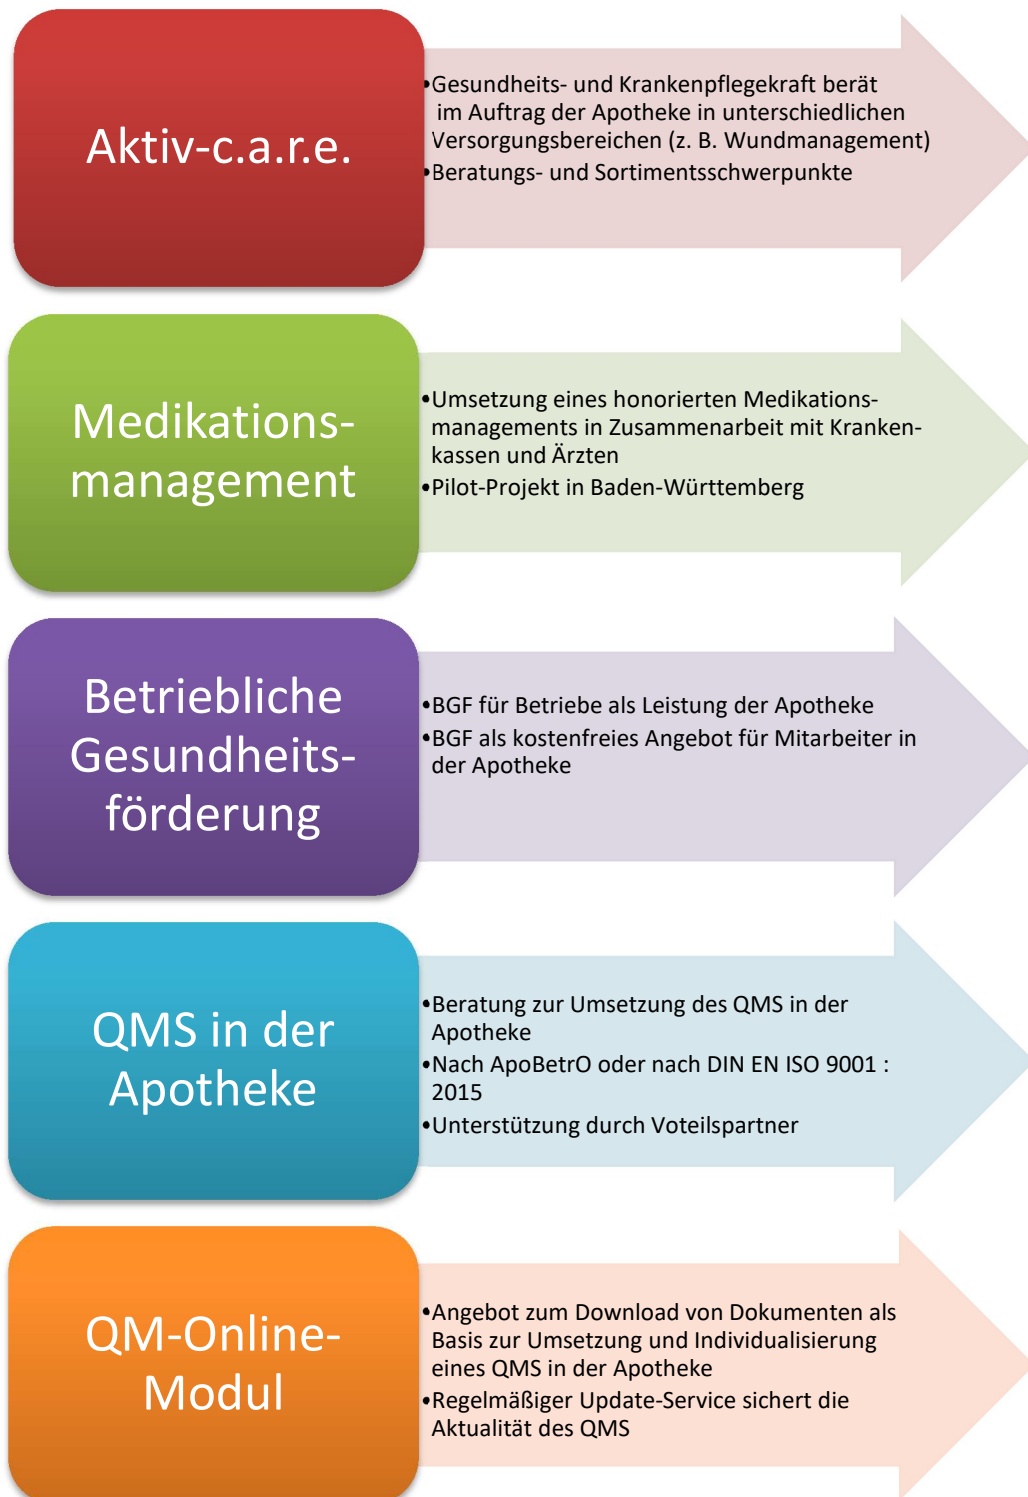 Aktiv-c.a.r.e.
•Gesundheits- und Krankenpflegekraft berät
im Auftrag der Apotheke in unterschiedlichen
Versorgungsbereichen (z. B. Wundmanagement)
•Beratungs- und Sortimentsschwerpunkte
Medikations-
management
•Umsetzung eines honorierten Medikations-
managements in Zusammenarbeit mit Kranken-
kassen und Ärzten
•Pilot-Projekt in Baden-Württemberg
Betriebliche
Gesundheits-
förderung
•BGF für Betriebe als Leistung der Apotheke
•BGF als kostenfreies Angebot für Mitarbeiter in
der Apotheke
QMS in der
Apotheke
•Beratung zur Umsetzung des QMS in der
Apotheke
•Nach ApoBetrO oder nach DIN EN ISO 9001 :
2015
•Unterstützung durch Voteilspartner
QM-Online-
Modul
•Angebot zum Download von Dokumenten als
Basis zur Umsetzung und Individualisierung
eines QMS in der Apotheke
•Regelmäßiger Update-Service sichert die
Aktualität des QMS